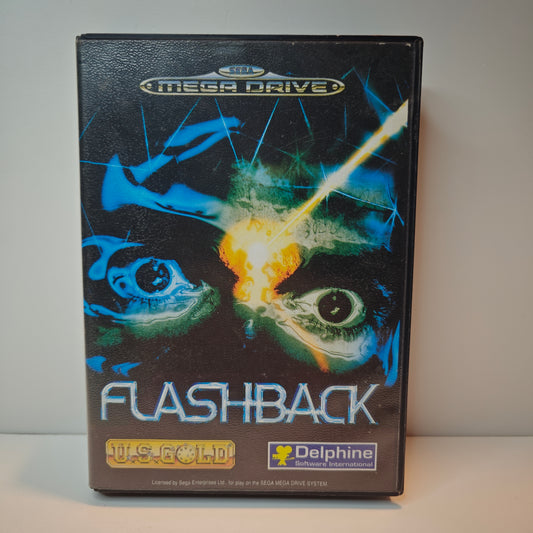 SEGA
MEGA DRIVE
FLASHBACK
U.S. GOLD
Delphine
Software International
Licensed by Sega Enterprises Ltd. for play on the SEGA MEGA DRIVE SYSTEM.